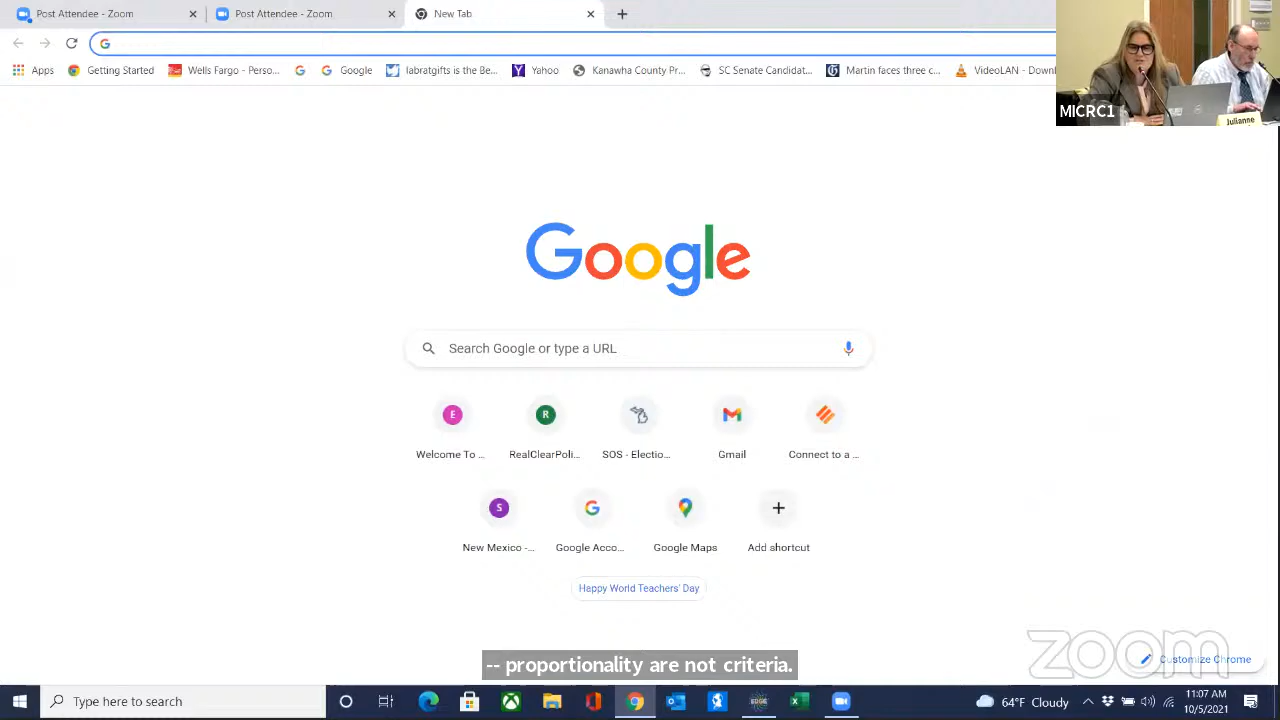 Post Attendee - Zoom
Post Attendee - Zoom
New Tab
Apps
Getting Started
Wells Fargo - Perso...
Google
labratgifts is the Be...
Yahoo
Kanawha County Pr...
SC Senate Candidat...
Martin faces three c...
VideoLAN - Down
MICRC1
Julianne
Google
Search Google or type a URL
E
R
Welcome To ...
RealClearPoli...
SOS - Electio...
Gmail
Connect to a ...
S
New Mexico -...
Google Acco...
Google Maps
Add shortcut
Happy World Teachers' Day
-- proportionality are not criteria.
zoom
Customize Chrome
Type here to search
64°F Cloudy
11:07 AM
10/5/2021